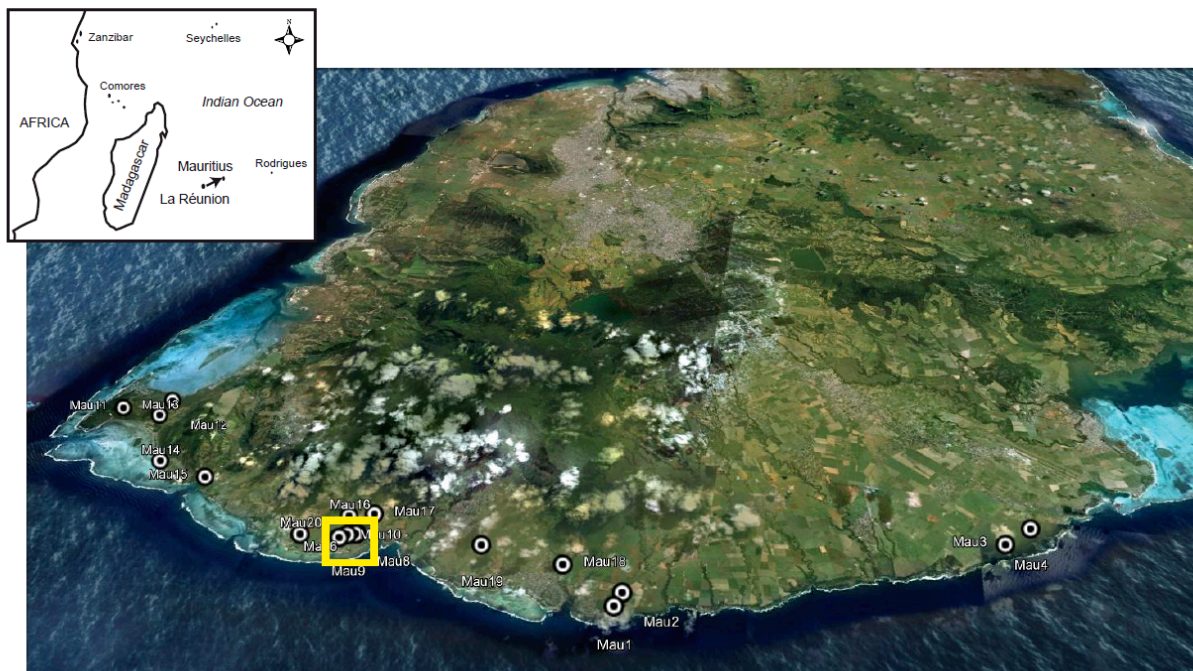 N
Zanzibar
Seychelles
Comores
Indian Ocean
AFRICA
Madagascar
Mauritius
Rodrigues
La Réunion
Mau11
Mau13
Mau12
Mau14
Mau15
Mau16
Mau17
Mau20
Mau10
Mau8
Mau9
Mau19
Mau18
Mau3
Mau4
Mau2
Mau1